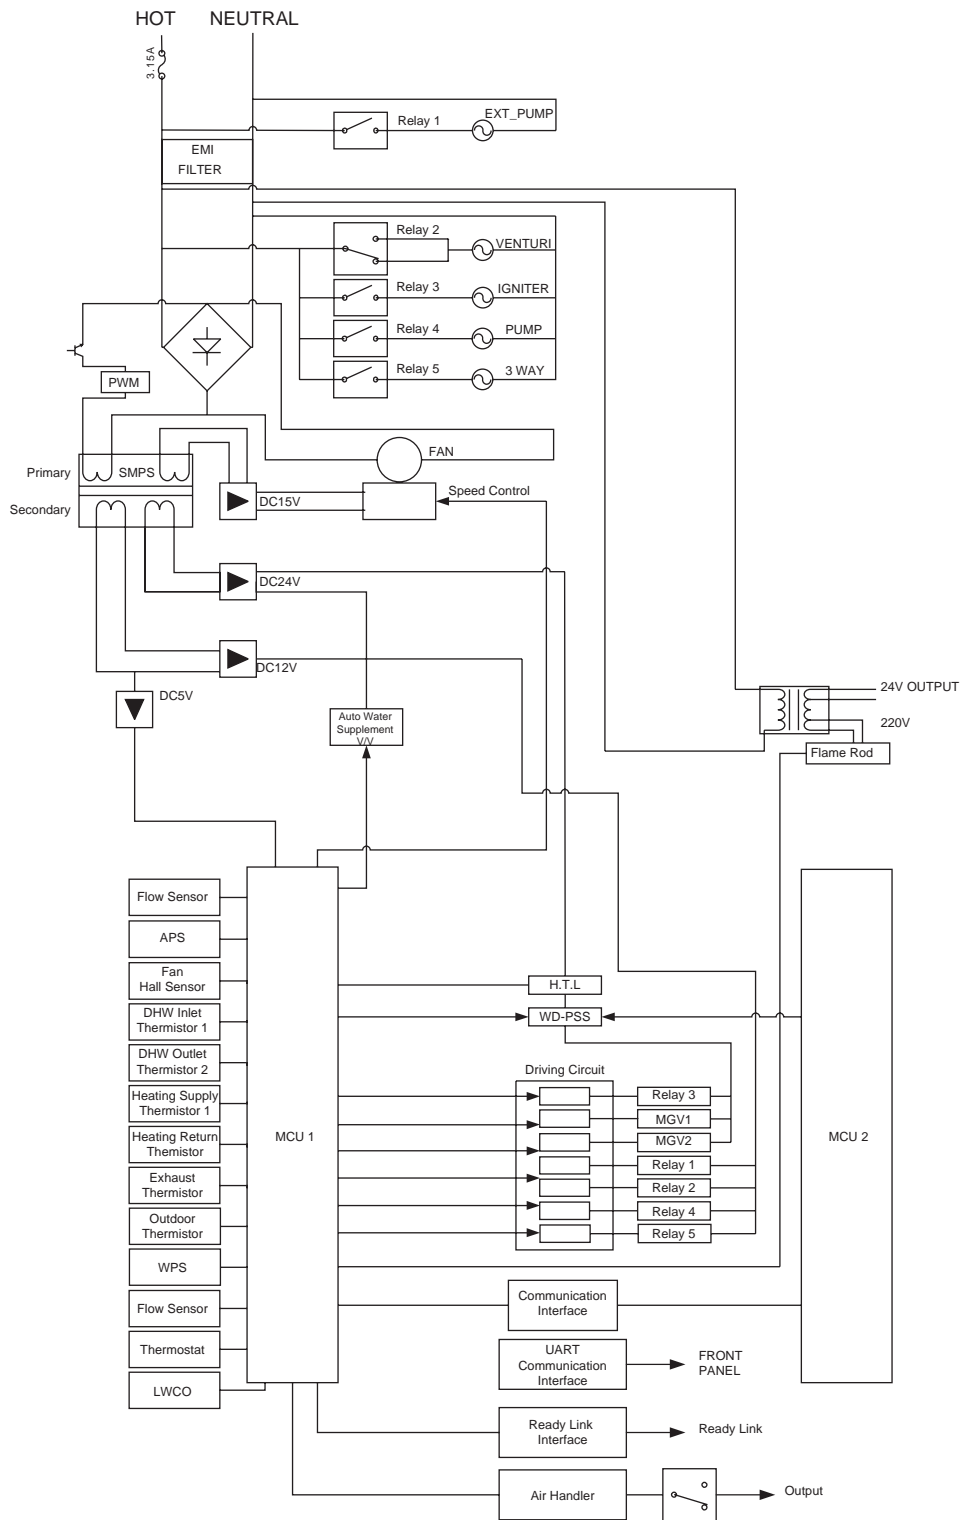 HOT
NEUTRAL
3.15A
EXT_PUMP
Relay 1
EMI
FILTER
Relay 2
VENTURI
Relay 3
IGNITER
Relay 4
PUMP
Relay 5
3 WAY
PWM
FAN
Primary
SMPS
Speed Control
DC15V
Secondary
DC24V
DC12V
DC5V
24V OUTPUT
Auto Water
Supplement
V/V
220V
Flame Rod
Flow Sensor
APS
Fan
Hall Sensor
H.T.L
DHW Inlet
Thermistor 1
WD-PSS
DHW Outlet
Thermistor 2
Driving Circuit
Heating Supply
Thermistor 1
Relay 3
MGV1
MCU 1
MCU 2
Heating Return
Themistor
MGV2
Relay 1
Exhaust
Thermistor
Relay 2
Outdoor
Thermistor
Relay 4
Relay 5
WPS
Flow Sensor
Communication
Interface
Thermostat
UART
Communication
Interface
FRONT
PANEL
LWCO
Ready Link
Interface
Ready Link
Air Handler
Output